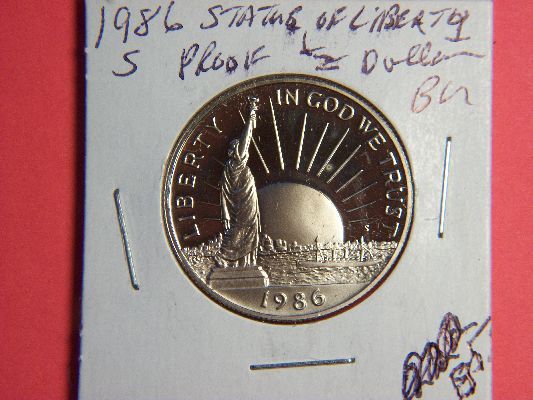 1986 STATUE OF LIBERTY
S PROOF 1/2 Dollar
BU
LIBERTY IN GOD WE TRUST
S
1986